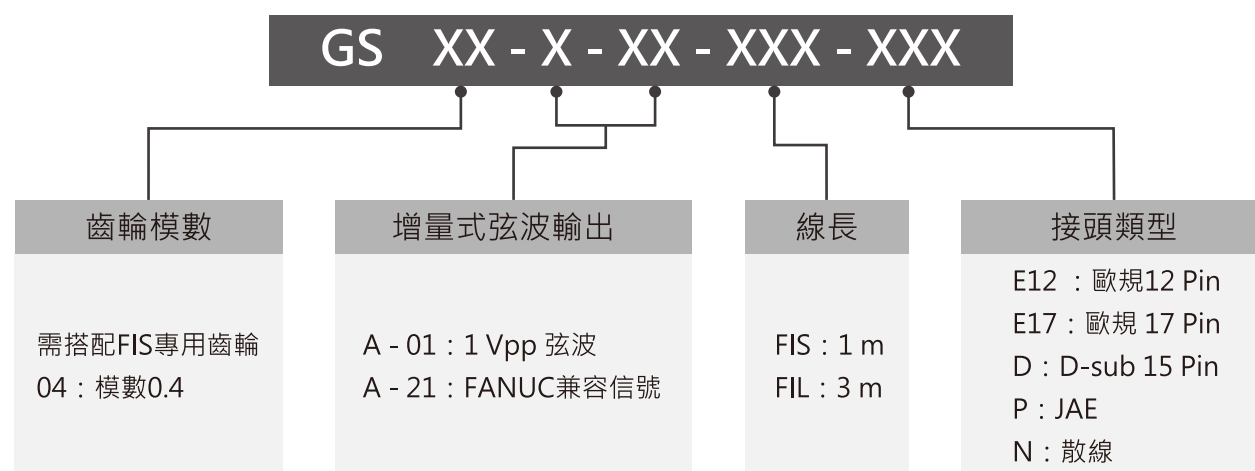 GS XX - X - XX - XXX - XXX
齒輪模數
需搭配FIS專用齒輪
04：模數0.4
增量式弦波輸出
A - 01：1 Vpp 弦波
A - 21：FANUC兼容信號
線長
FIS：1 m
FIL：3 m
接頭類型
E12 ：歐規12 Pin
E17：歐規 17 Pin
D：D-sub 15 Pin
P：JAE
N：散線